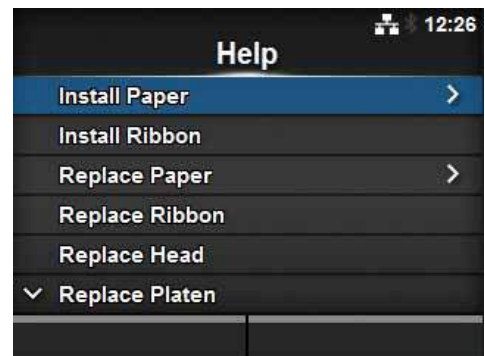 12:26
Help
Install Paper
Install Ribbon
Replace Paper
Replace Ribbon
Replace Head
Replace Platen